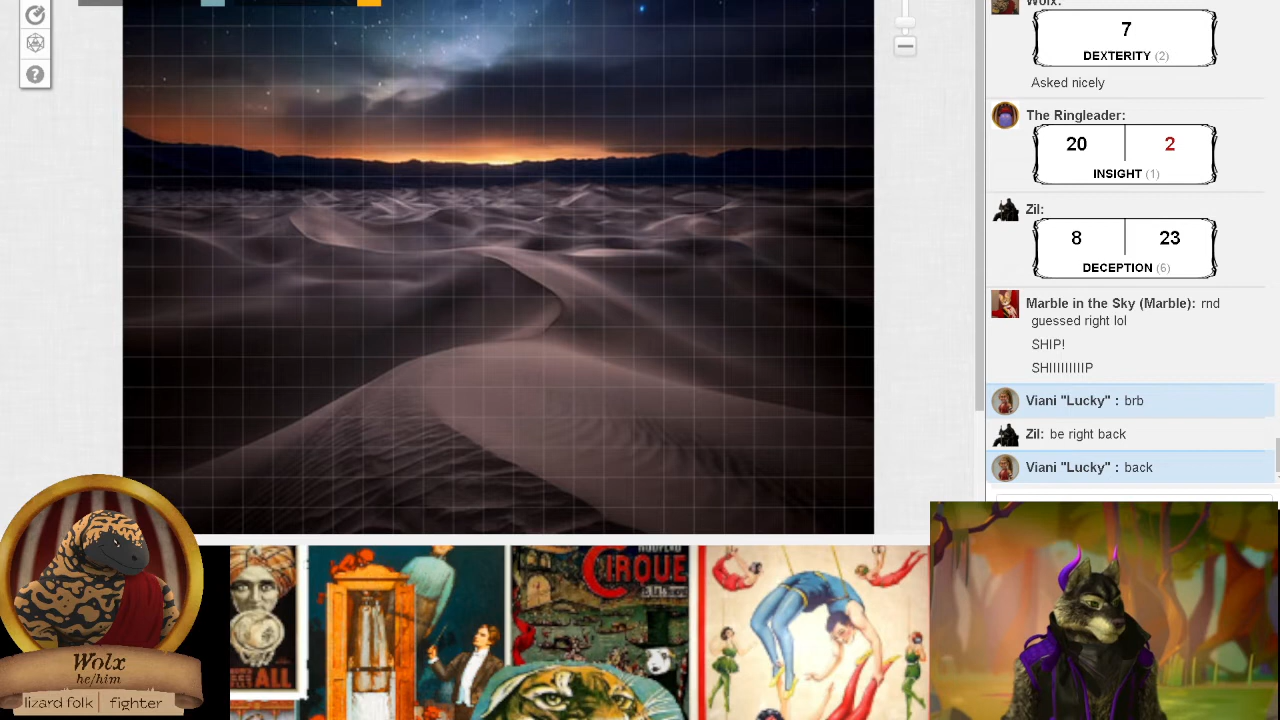 Wolx:
7
DEXTERITY (2)
Asked nicely
The Ringleader:
20 2
INSIGHT (1)
Zil:
8 23
DECEPTION (6)
Marble in the Sky (Marble): rnd
guessed right lol
SHIP!
SHIIIIIIIIIP
Viani "Lucky" : brb
Zil: be right back
Viani "Lucky" : back
Wolx
he/him
lizard folk | fighter
ALL
CIRQUE